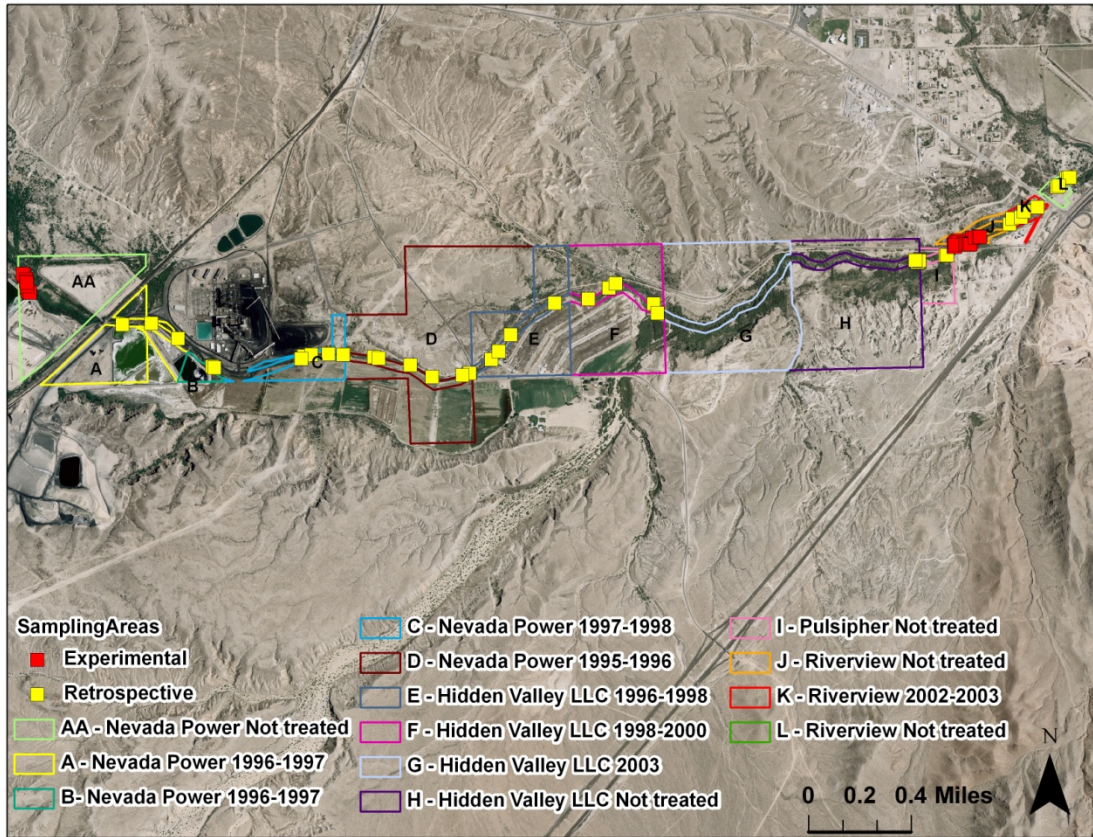 L
K
J
AA
I
H
D
E
F
G
A
C
B
SamplingAreas
Experimental
Retrospective
AA - Nevada Power Not treated
A - Nevada Power 1996-1997
B- Nevada Power 1996-1997
C - Nevada Power 1997-1998
D - Nevada Power 1995-1996
E - Hidden Valley LLC 1996-1998
F - Hidden Valley LLC 1998-2000
G - Hidden Valley LLC 2003
H - Hidden Valley LLC Not treated
I - Pulsipher Not treated
J - Riverview Not treated
K - Riverview 2002-2003
L - Riverview Not treated
N
0 0.2 0.4 Miles